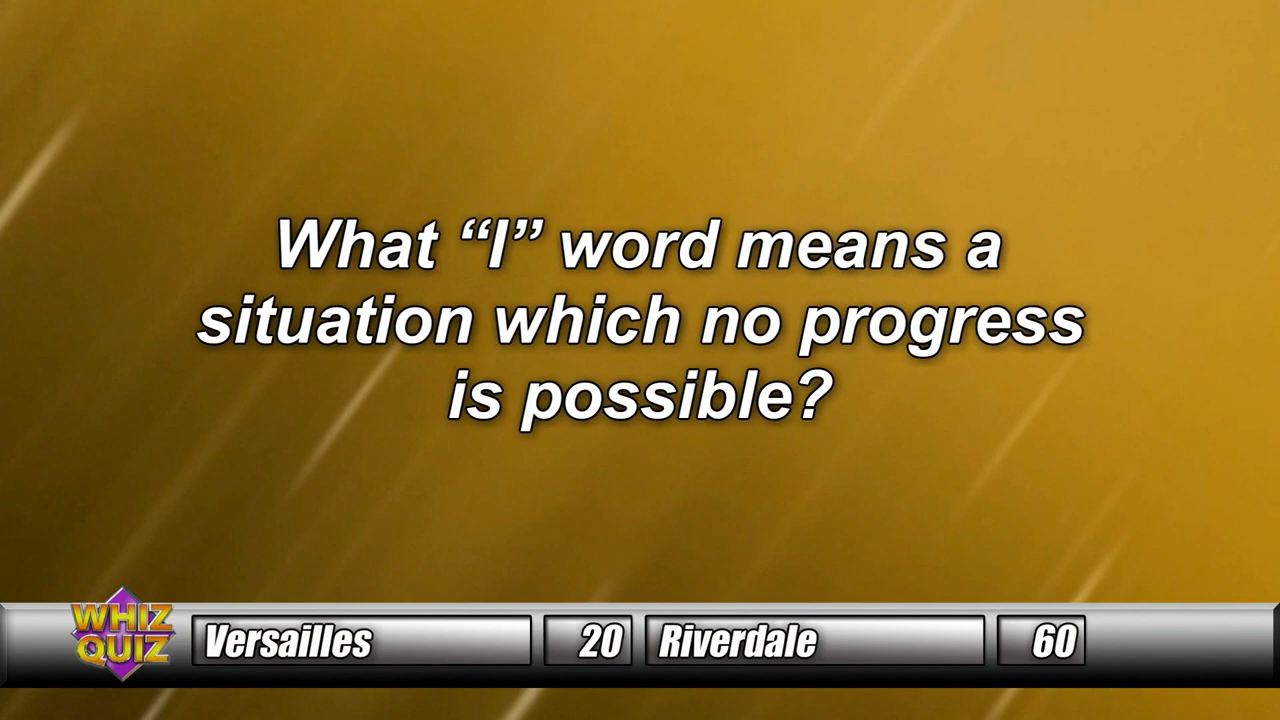 What “I” word means a
situation which no progress
is possible?
WHIZ
QUIZ
Versailles 20 Riverdale 60